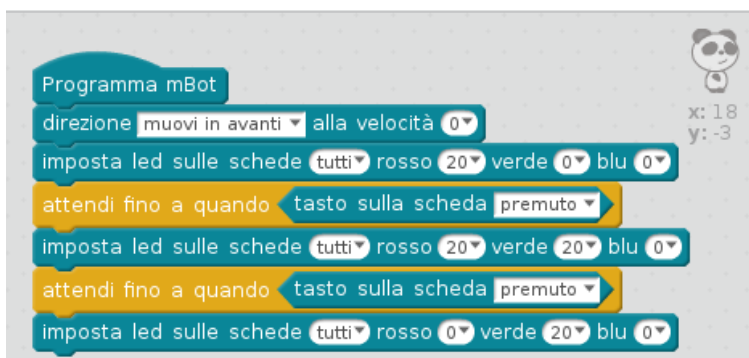 Programma mBot
x: 18
direzione muovi in avanti alla velocità 0
y: -3
imposta led sulle schede tutti rosso 20 verde 0 blu 0
attendi fino a quando tasto sulla scheda premuto
imposta led sulle schede tutti rosso 20 verde 20 blu 0
attendi fino a quando tasto sulla scheda premuto
imposta led sulle schede tutti rosso 0 verde 20 blu 0